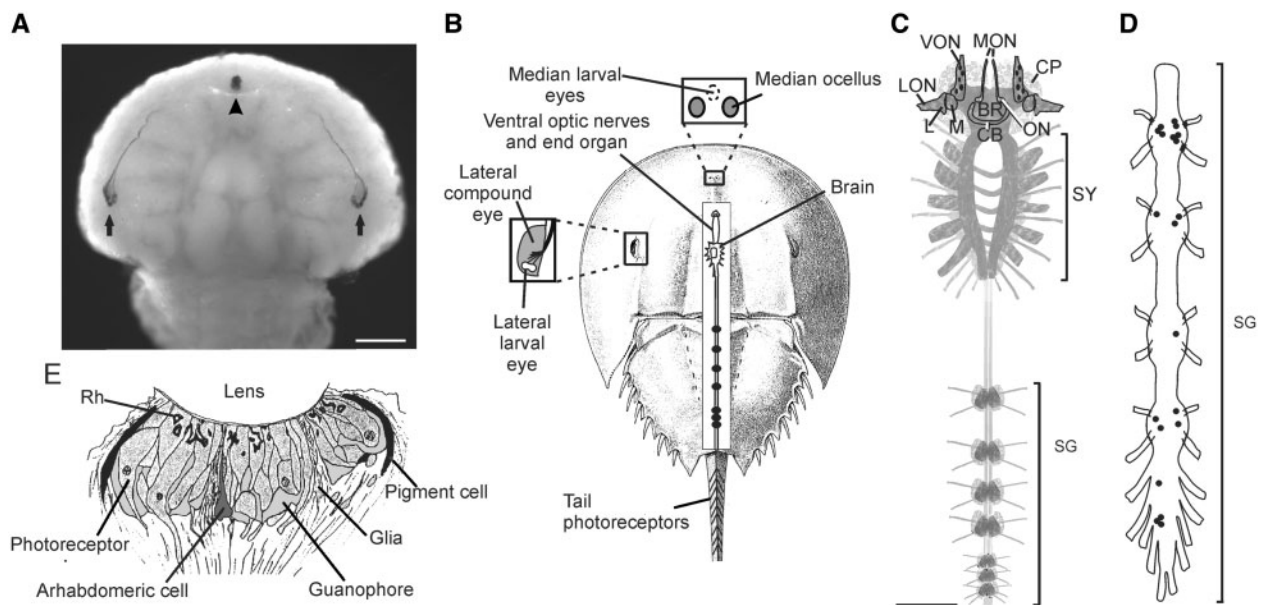 A
B
Median larval
eyes
Median ocellus
Ventral optic nerves
and end organ
Lateral
compound
eye
Brain
Lateral
larval
eye
Tail
photoreceptors
C
VON
MON
CP
LON
L
M
BR
ON
CB
SY
SG
D
SG
E
Rh
Lens
Pigment cell
Photoreceptor
Glia
Arhabdomeric cell
Guanophore